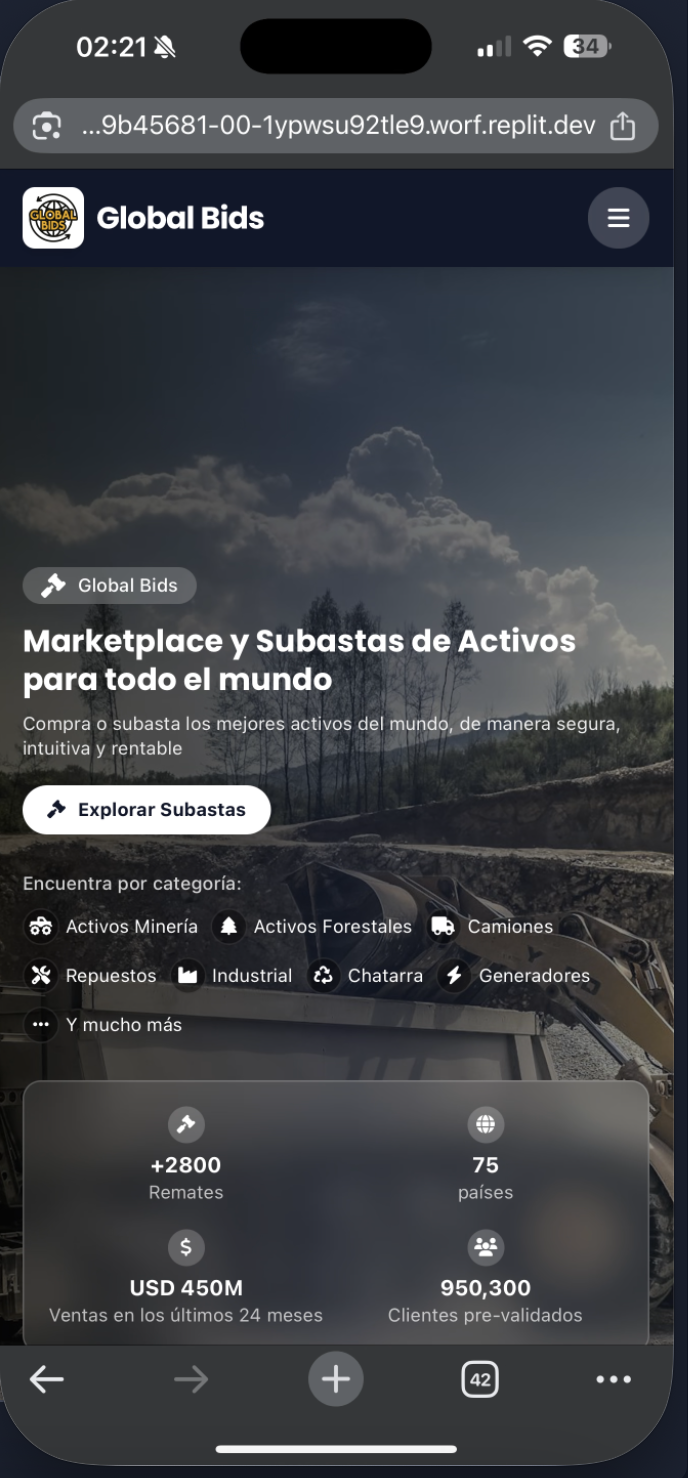 02:21
34
...9b45681-00-1ypwsu92tle9.worf.replit.dev
GLOBAL
BIDS
Global Bids
Global Bids
Marketplace y Subastas de Activos
para todo el mundo
Compra o subasta los mejores activos del mundo, de manera segura,
intuitiva y rentable
Explorar Subastas
Encuentra por categoría:
Activos Minería
Activos Forestales
Camiones
Repuestos
Industrial
Chatarra
Generadores
Y mucho más
+2800
Remates
75
países
USD 450M
Ventas en los últimos 24 meses
950,300
Clientes pre-validados
42